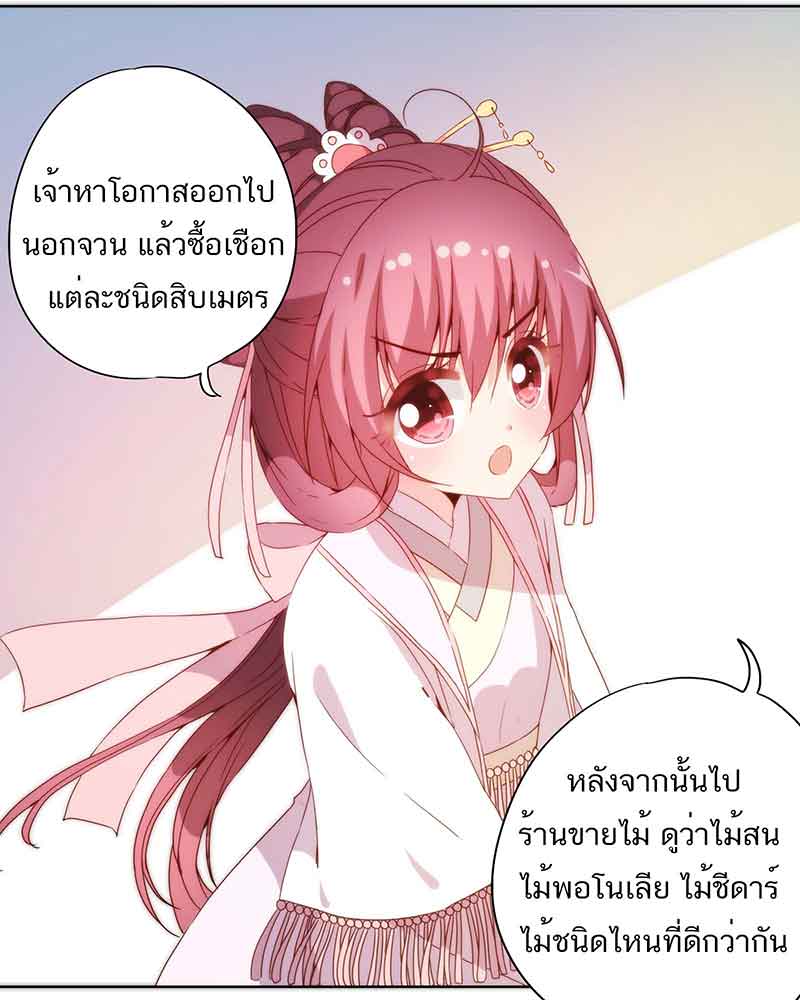 เจ้าหาโอกาสออกไป
นอกจวน แล้วซื้อเชือก
แต่ละชนิดสิบเมตร
หลังจากนั้นไป
ร้านขายไม้ ดูว่าไม้สน
ไม้พอโนเลีย ไม้ซีดาร์
ไม้ชนิดไหนที่ดีกว่ากัน